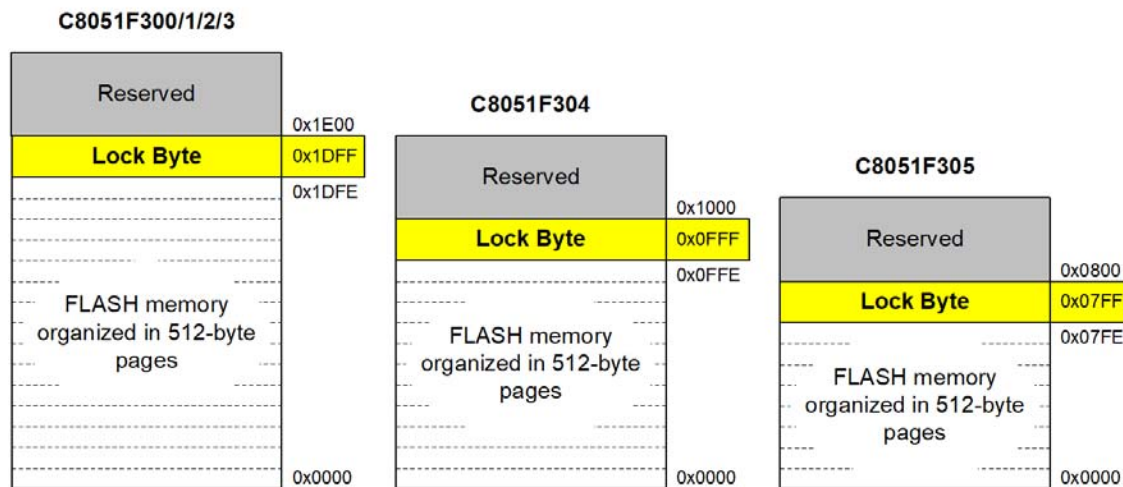 C8051F300/1/2/3
Reserved
0x1E00
Lock Byte
0x1DFF
0x1DFE
FLASH memory
organized in 512-byte
pages
0x0000
C8051F304
Reserved
0x1000
Lock Byte
0x0FFF
0x0FFE
FLASH memory
organized in 512-byte
pages
0x0000
C8051F305
Reserved
0x0800
Lock Byte
0x07FF
0x07FE
FLASH memory
organized in 512-byte
pages
0x0000